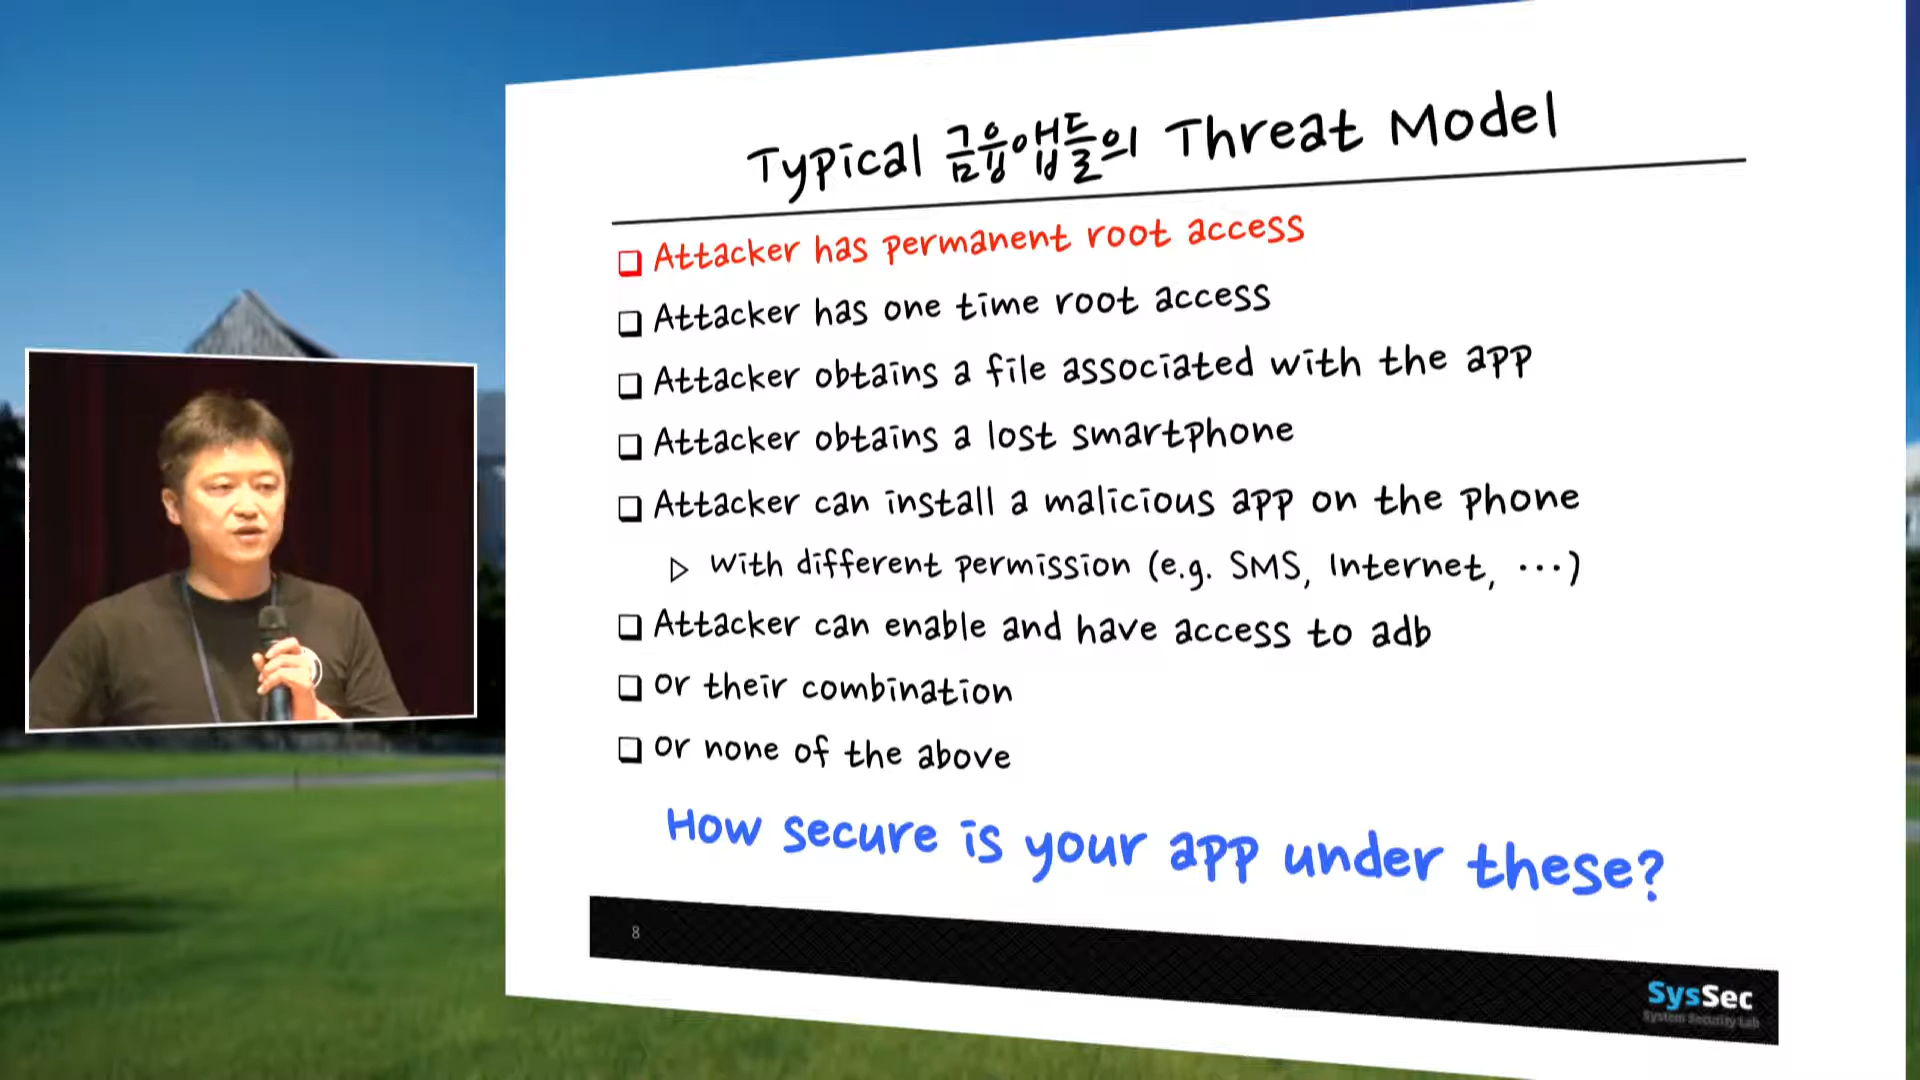 Typical 금융앱들의 Threat Model
❑ Attacker has permanent root access
❑ Attacker has one time root access
❑ Attacker obtains a file associated with the app
❑ Attacker obtains a lost smartphone
❑ Attacker can install a malicious app on the phone
▷ With different permission (e.g. SMS, Internet, ···)
❑ Attacker can enable and have access to adb
❑ Or their combination
❑ Or none of the above
How secure is your app under these?
8
SysSec
System Security Lab